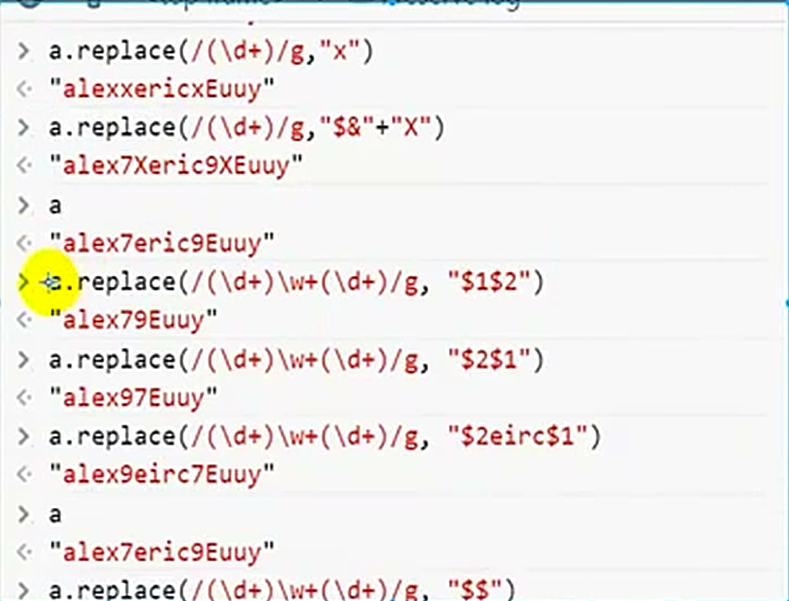 > a.replace(/(\d+)/g,"x")
<· "alexxericxEuuy"
> a.replace(/(\d+)/g,"$&"+"X")
<· "alex7Xeric9XEuuy"
> a
<· "alex7eric9Euuy"
> a.replace(/(\d+)\w+(\d+)/g, "$1$2")
<· "alex79Euuy"
> a.replace(/(\d+)\w+(\d+)/g, "$2$1")
<· "alex97Euuy"
> a.replace(/(\d+)\w+(\d+)/g, "$2eirc$1")
<· "alex9eirc7Euuy"
> a
<· "alex7eric9Euuy"
> a.replace(/(\d+)\w+(\d+)/g, "$$")